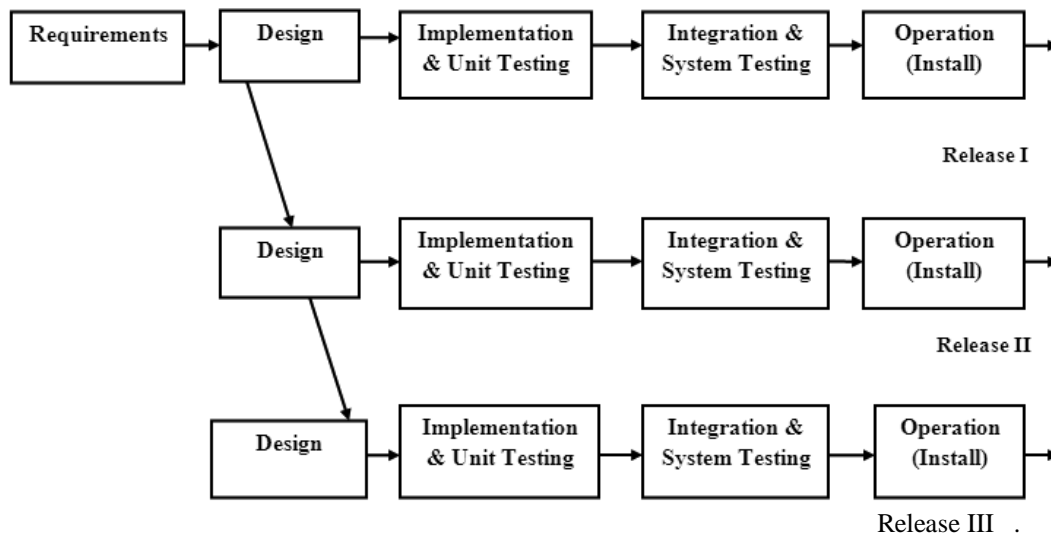 Requirements
Design
Implementation
& Unit Testing
Integration &
System Testing
Operation
(Install)
Release I
Design
Implementation
& Unit Testing
Integration &
System Testing
Operation
(Install)
Release II
Design
Implementation
& Unit Testing
Integration &
System Testing
Operation
(Install)
Release III .